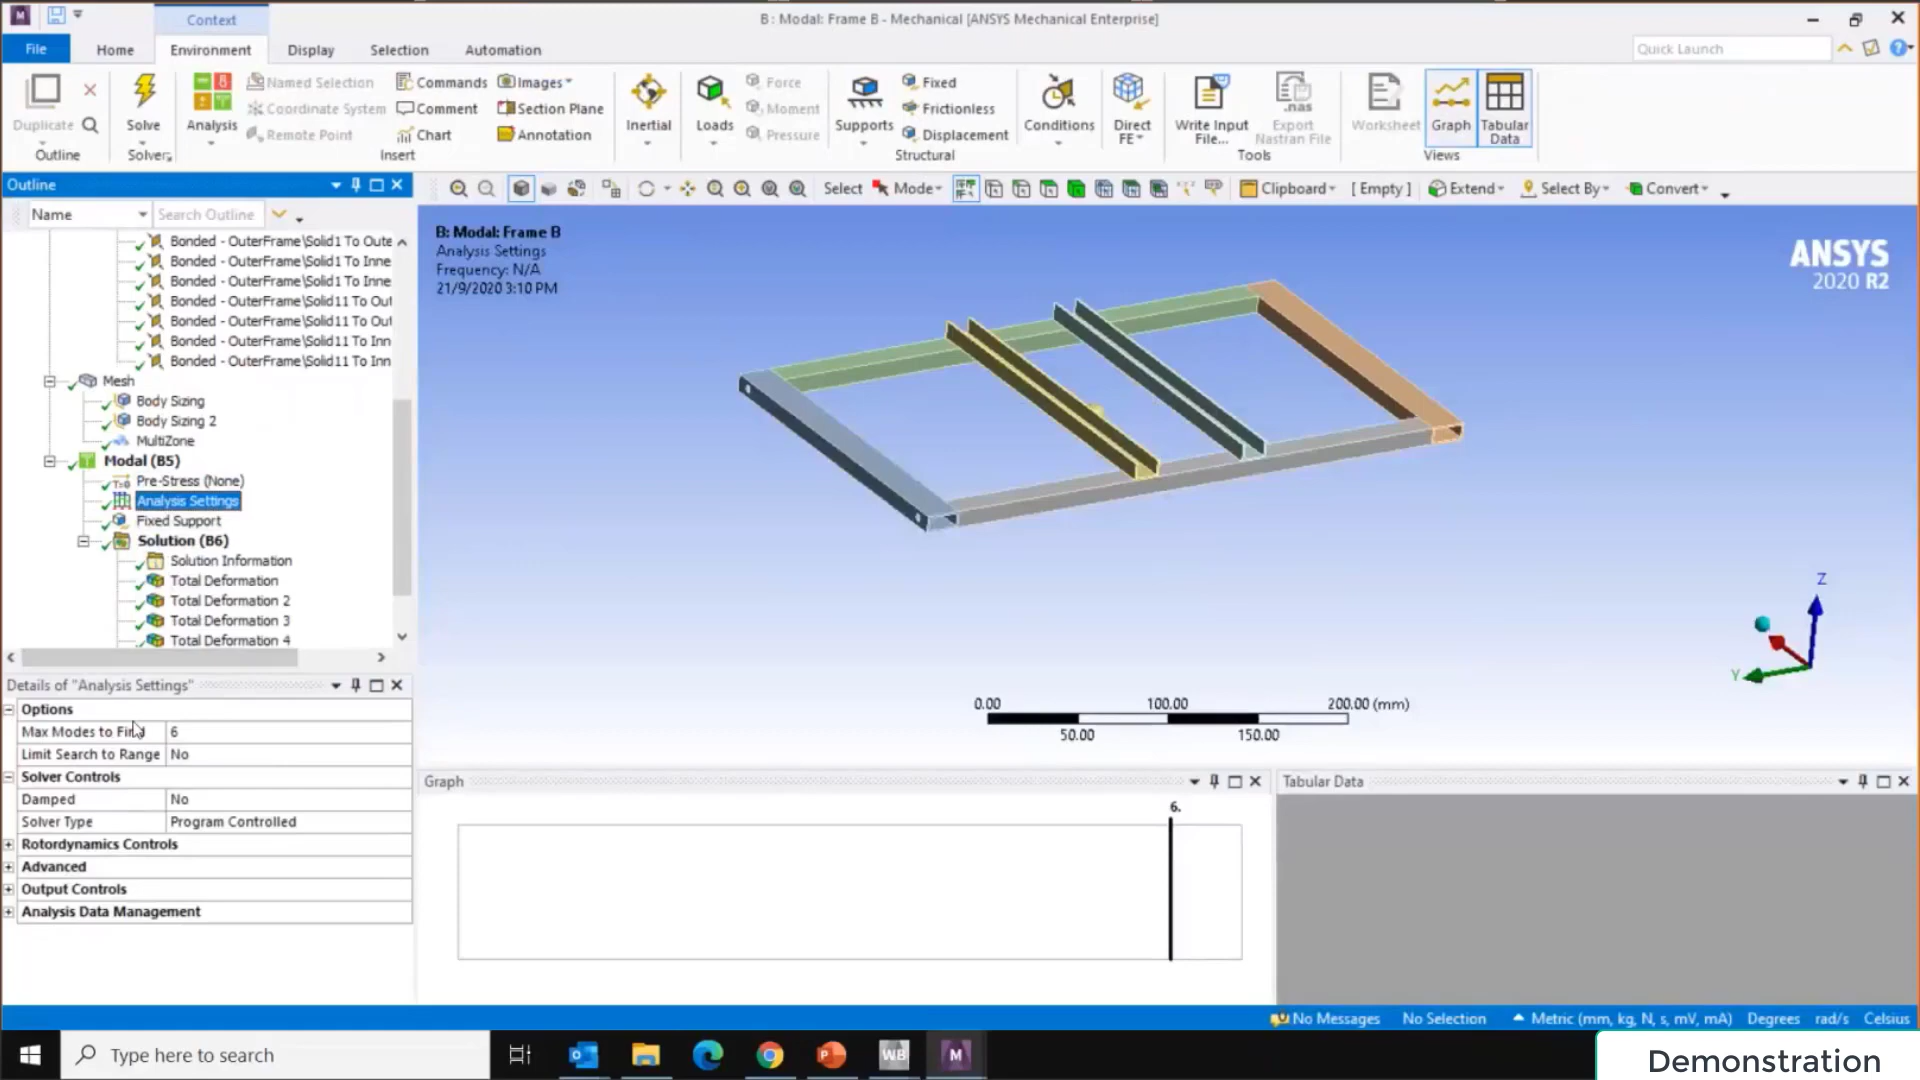 Context
B : Modal: Frame B - Mechanical [ANSYS Mechanical Enterprise]
File
Home
Environment
Display
Selection
Automation
Quick Launch
Duplicate
Outline
Solve
Solver
Analysis
Named Selection
Coordinate System
Remote Point
Commands
Comment
Chart
Images
Section Plane
Annotation
Insert
Inertial
Loads
Force
Moment
Pressure
Supports
Fixed
Frictionless
Displacement
Structural
Conditions
Direct
FE
Write Input
File...
.nas
Export
Nastran File
Tools
Worksheet
Graph
Tabular
Data
Views
Outline
Name
Search Outline
Select
Mode
Clipboard
[ Empty ]
Extend
Select By
Convert
Bonded - OuterFrame\Solid1 To Oute
Bonded - OuterFrame\Solid1 To Inne
Bonded - OuterFrame\Solid1 To Inne
Bonded - OuterFrame\Solid11 To Out
Bonded - OuterFrame\Solid11 To Out
Bonded - OuterFrame\Solid11 To Inn
Bonded - OuterFrame\Solid11 To Inn
Mesh
Body Sizing
Body Sizing 2
MultiZone
Modal (B5)
Pre-Stress (None)
Analysis Settings
Fixed Support
Solution (B6)
Solution Information
Total Deformation
Total Deformation 2
Total Deformation 3
Total Deformation 4
B: Modal: Frame B
Analysis Settings
Frequency: N/A
21/9/2020 3:10 PM
ANSYS
2020 R2
Z
Y
0.00
100.00
200.00 (mm)
50.00
150.00
Details of "Analysis Settings"
Options
Max Modes to Find 6
Limit Search to Range No
Solver Controls
Damped No
Solver Type Program Controlled
Rotordynamics Controls
Advanced
Output Controls
Analysis Data Management
Graph
6.
Tabular Data
No Messages
No Selection
Metric (mm, kg, N, s, mV, mA)
Degrees
rad/s
Celsius
Type here to search
WB
M
Demonstration